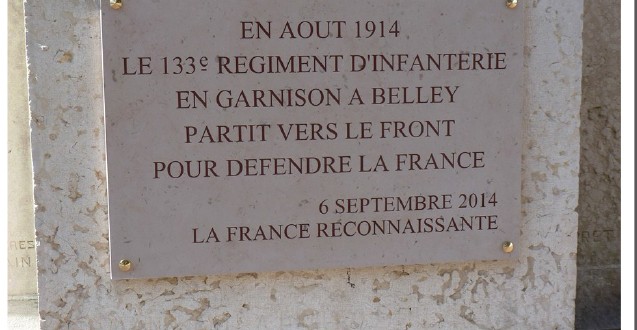 EN AOUT 1914
LE 133e REGIMENT D'INFANTERIE
EN GARNISON A BELLEY
PARTIT VERS LE FRONT
POUR DEFENDRE LA FRANCE
6 SEPTEMBRE 2014
LA FRANCE RECONNAISSANTE